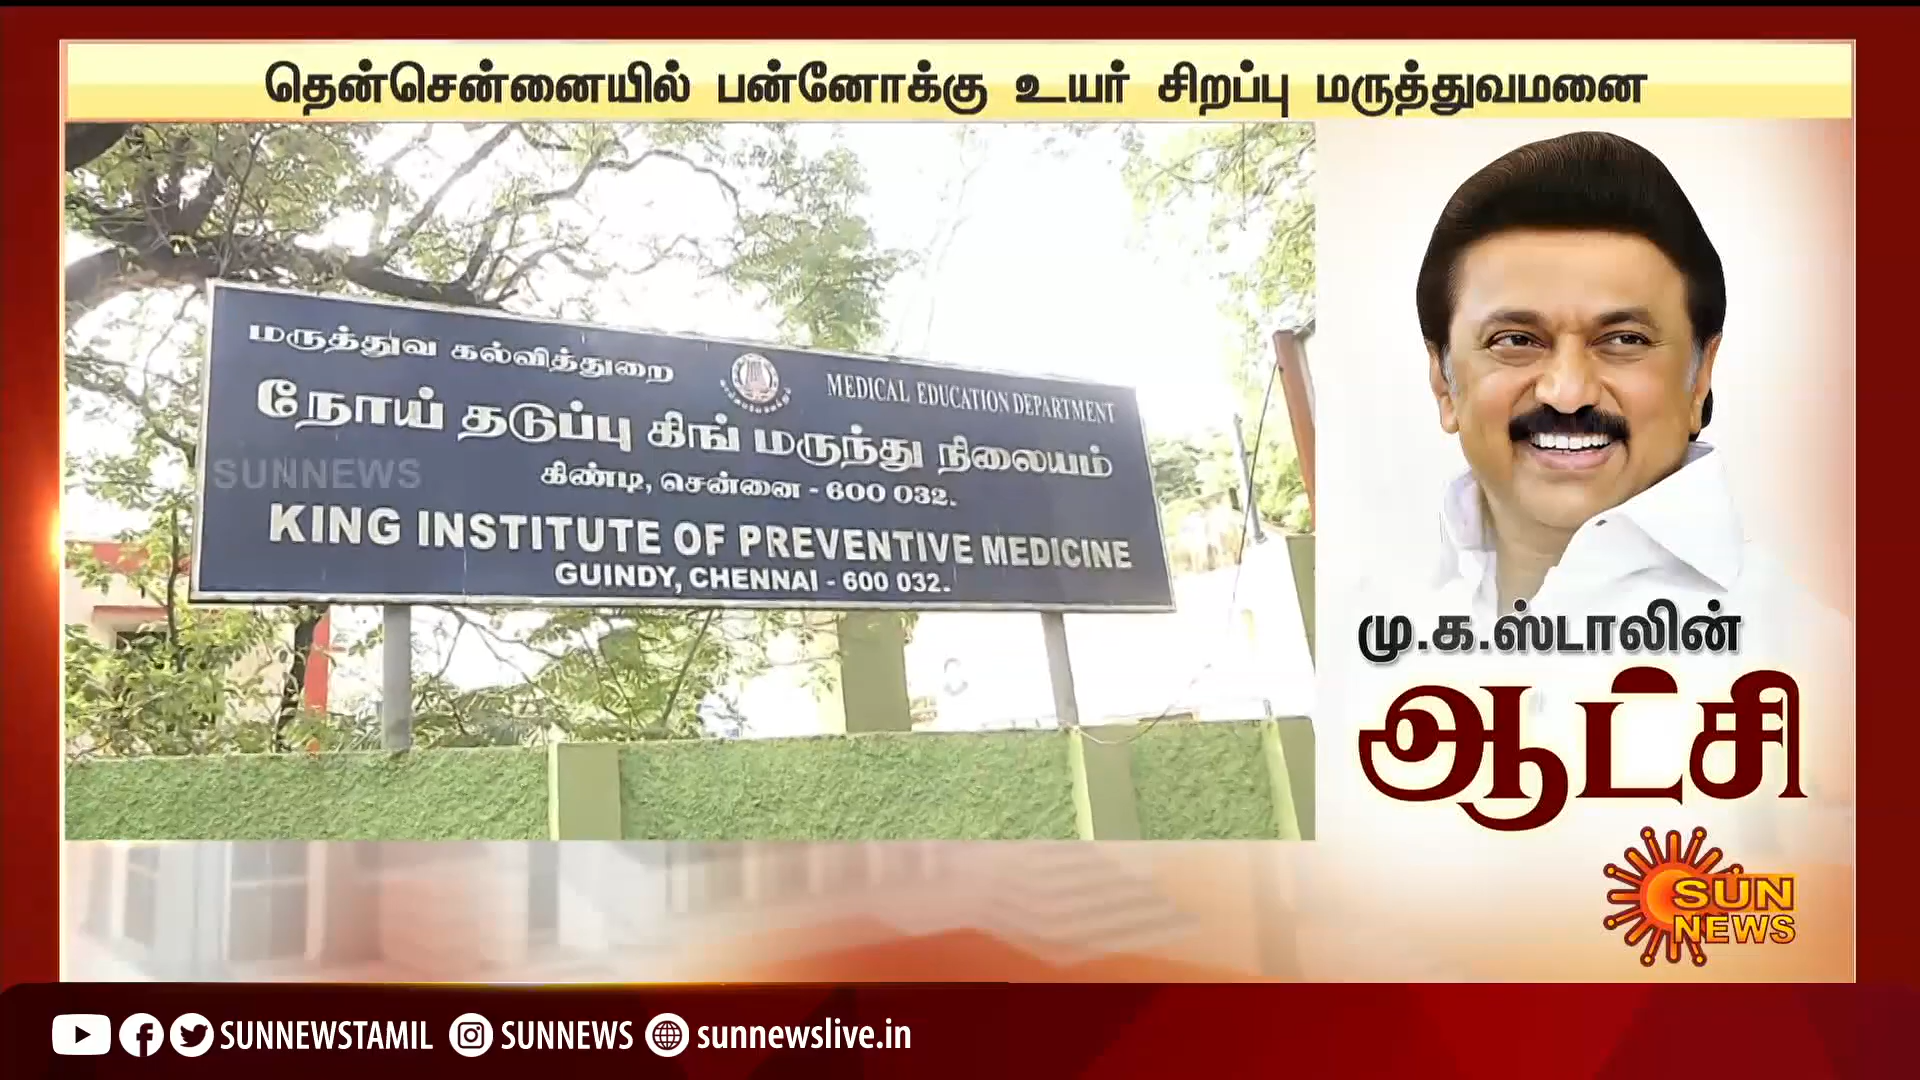 தென்சென்னையில் பன்னோக்கு உயர் சிறப்பு மருத்துவமனை
மருத்துவ கல்வித்துறை
MEDICAL EDUCATION DEPARTMENT
நோய் தடுப்பு கிங் மருந்து நிலையம்
SUNNEWS
கிண்டி, சென்னை - 600 032.
KING INSTITUTE OF PREVENTIVE MEDICINE
GUINDY, CHENNAI - 600 032.
மு.க.ஸ்டாலின்
ஆட்சி
SUN
NEWS
SUNNEWSTAMIL SUNNEWS sunnewslive.in